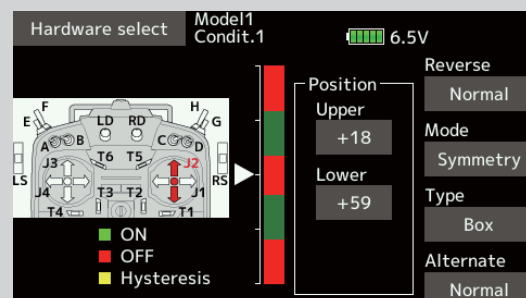 Hardware select
Model1
Condit.1
6.5V
F
H
E
G
LD
RD
A
B
C
D
T6
T5
J3
J2
LS
RS
J4
T3
T2
J1
T4
T1
ON
OFF
Hysteresis
Position
Upper
+18
Lower
+59
Reverse
Normal
Mode
Symmetry
Type
Box
Alternate
Normal